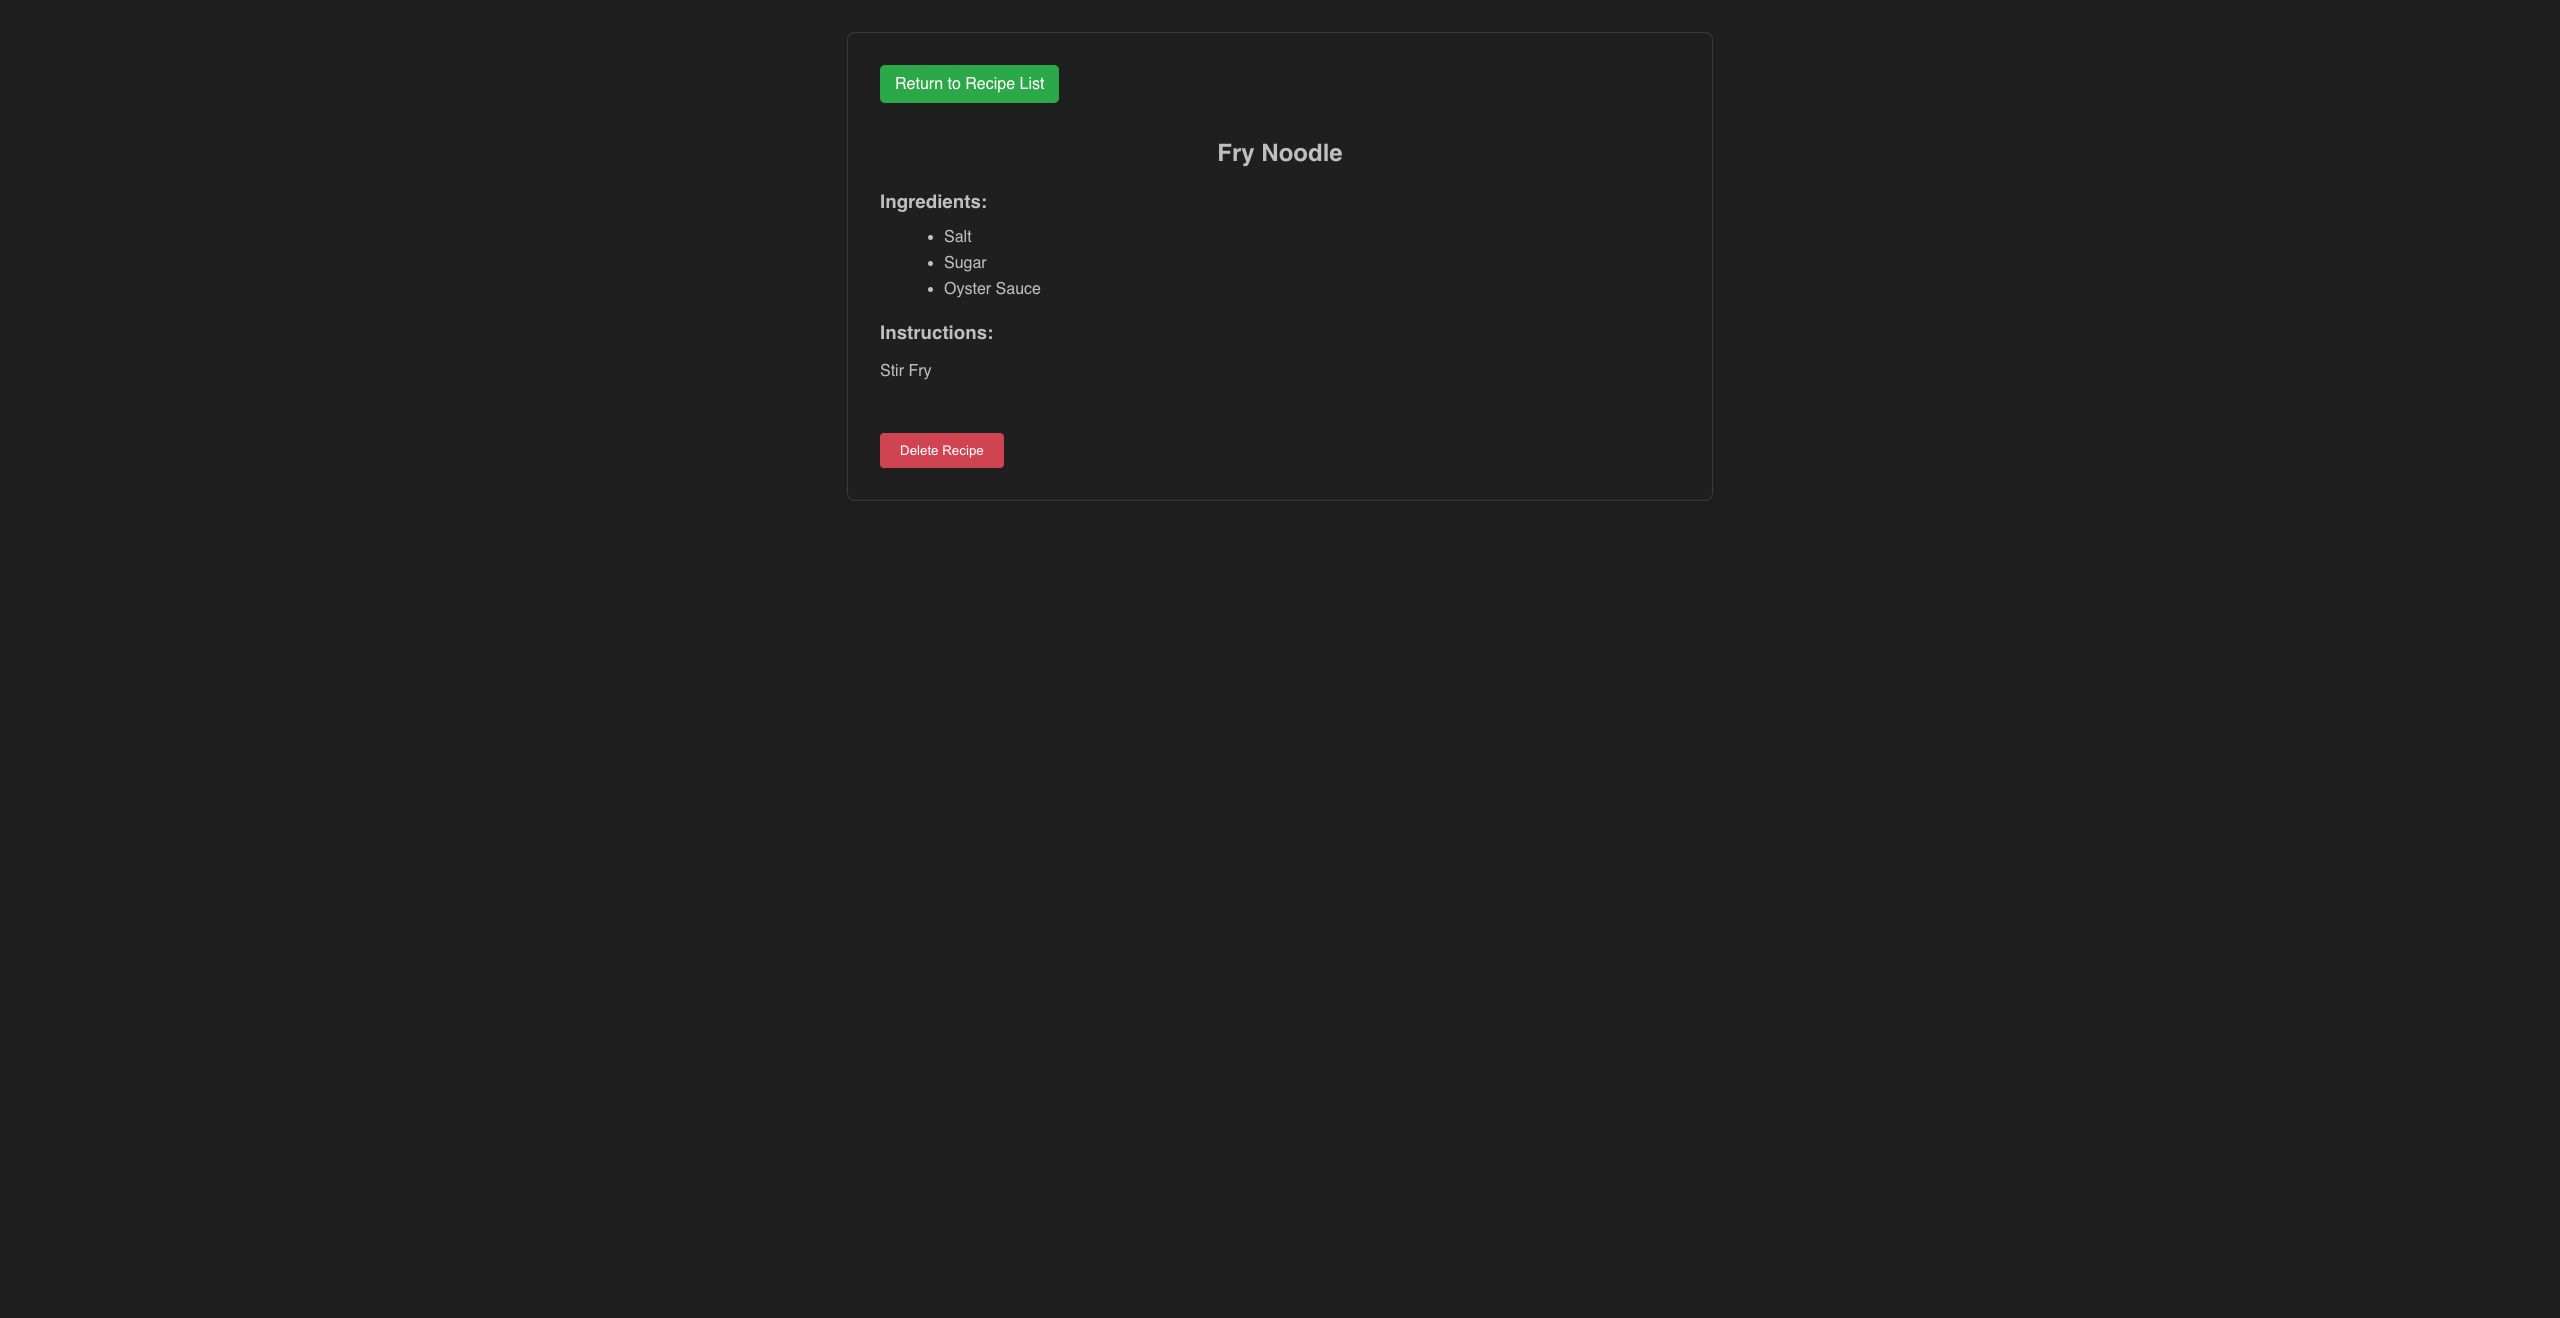 Return to Recipe List
Fry Noodle
Ingredients:
Salt
Sugar
Oyster Sauce
Instructions:
Stir Fry
Delete Recipe